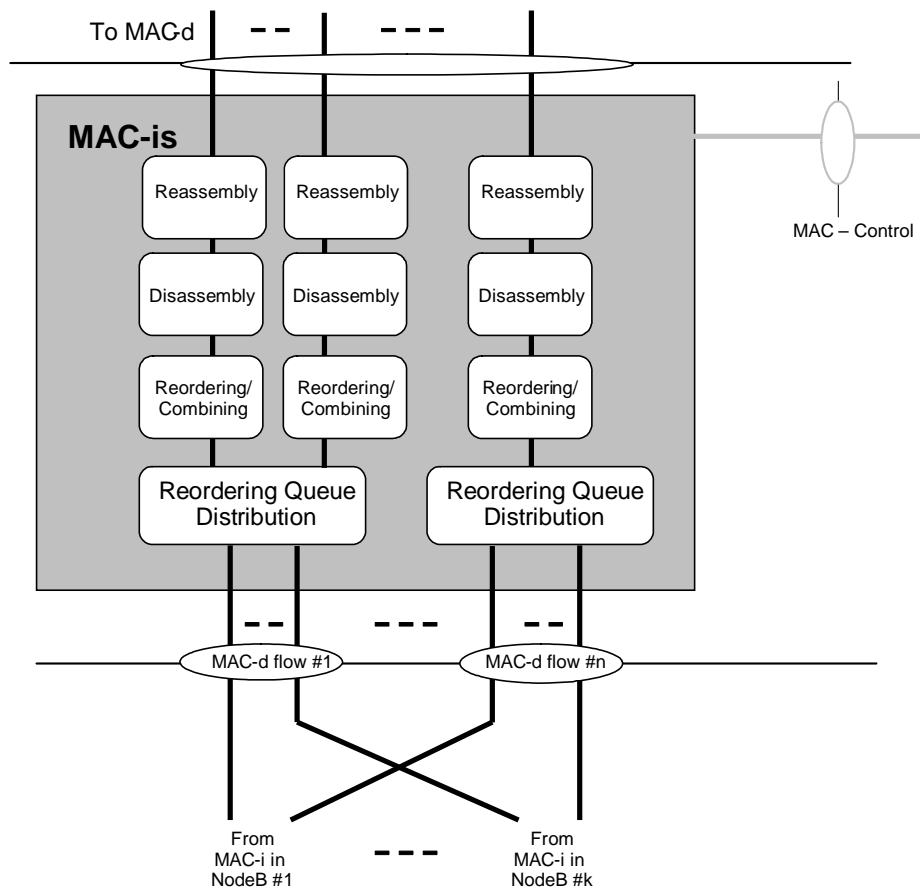 To MAC-d
MAC-is
MAC – Control
Reassembly
Reassembly
Reassembly
Disassembly
Disassembly
Disassembly
Reordering/
Combining
Reordering/
Combining
Reordering/
Combining
Reordering Queue
Distribution
Reordering Queue
Distribution
MAC-d flow #1
MAC-d flow #n
From
MAC-i in
NodeB #1
From
MAC-i in
NodeB #k